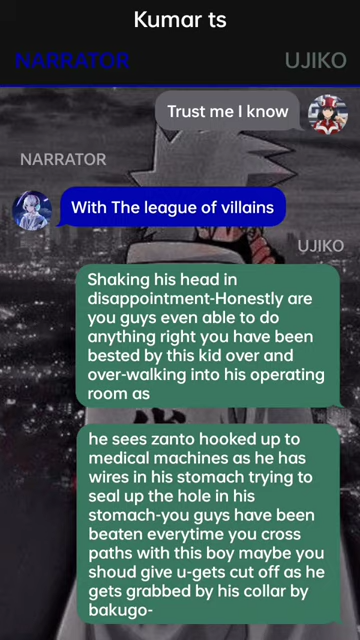 Kumar ts
NARRATOR
UJIKO
Trust me I know
NARRATOR
With The league of villains
UJIKO
Shaking his head in
disappointment-Honestly are
you guys even able to do
anything right you have been
bested by this kid over and
over-walking into his operating
room as
he sees zanto hooked up to
medical machines as he has
wires in his stomach trying to
seal up the hole in his
stomach-you guys have been
beaten everytime you cross
paths with this boy maybe you
shoud give u-gets cut off as he
gets grabbed by his collar by
bakugo-